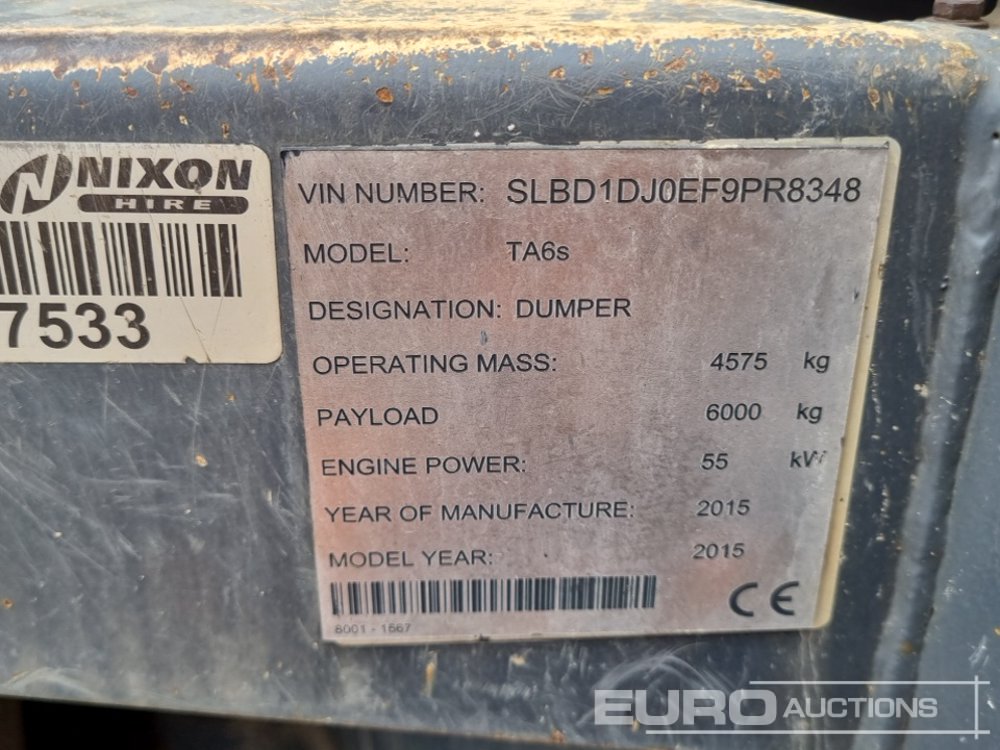 NIXON
HIRE
7533
VIN NUMBER: SLBD1DJ0EF9PR8348
MODEL: TA6s
DESIGNATION: DUMPER
OPERATING MASS: 4575 kg
PAYLOAD 6000 kg
ENGINE POWER: 55 kW
YEAR OF MANUFACTURE: 2015
MODEL YEAR: 2015
8001 - 1667
CE
EURO AUCTIONS